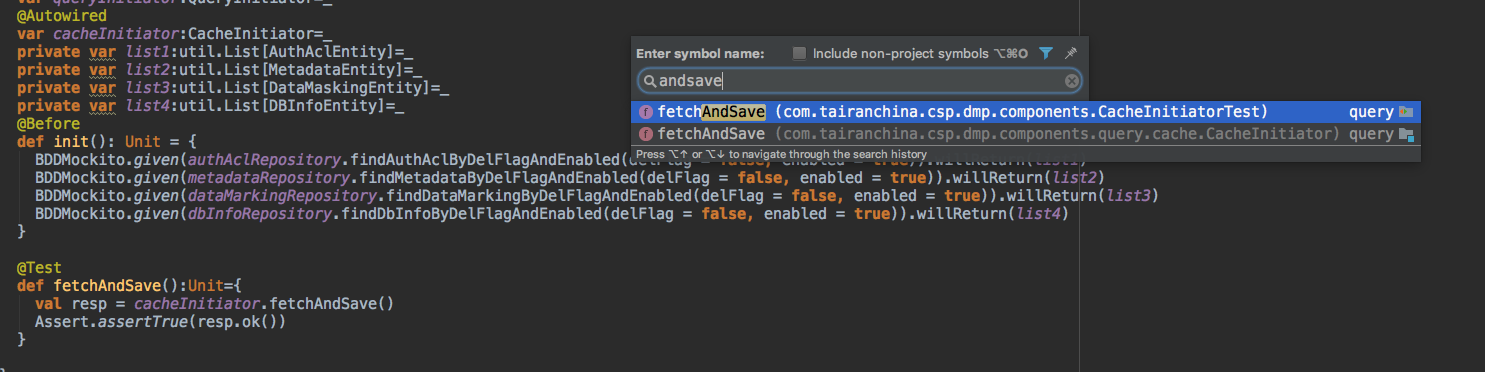 var queryInitiator:QueryInitiator=_
@Autowired
var cacheInitiator:CacheInitiator=_
private var list1:util.List[AuthAclEntity]=_
private var list2:util.List[MetadataEntity]=_
private var list3:util.List[DataMaskingEntity]=_
private var list4:util.List[DBInfoEntity]=_
@Before
def init(): Unit = {
BDDMockito.given(authAclRepository.findAuthAclByDelFlagAndEnabled(delFlag = false, enabled = true)).willReturn(list1)
BDDMockito.given(metadataRepository.findMetadataByDelFlagAndEnabled(delFlag = false, enabled = true)).willReturn(list2)
BDDMockito.given(dataMarkingRepository.findDataMarkingByDelFlagAndEnabled(delFlag = false, enabled = true)).willReturn(list3)
BDDMockito.given(dbInfoRepository.findDbInfoByDelFlagAndEnabled(delFlag = false, enabled = true)).willReturn(list4)
}
@Test
def fetchAndSave():Unit={
val resp = cacheInitiator.fetchAndSave()
Assert.assertTrue(resp.ok())
}
Enter symbol name: Include non-project symbols ⌥⌘O
andsave
f fetchAndSave (com.tairanchina.csp.dmp.components.CacheInitiatorTest) query
f fetchAndSave (com.tairanchina.csp.dmp.components.query.cache.CacheInitiator) query
Press ⌥↑ or ⌥↓ to navigate through the search history